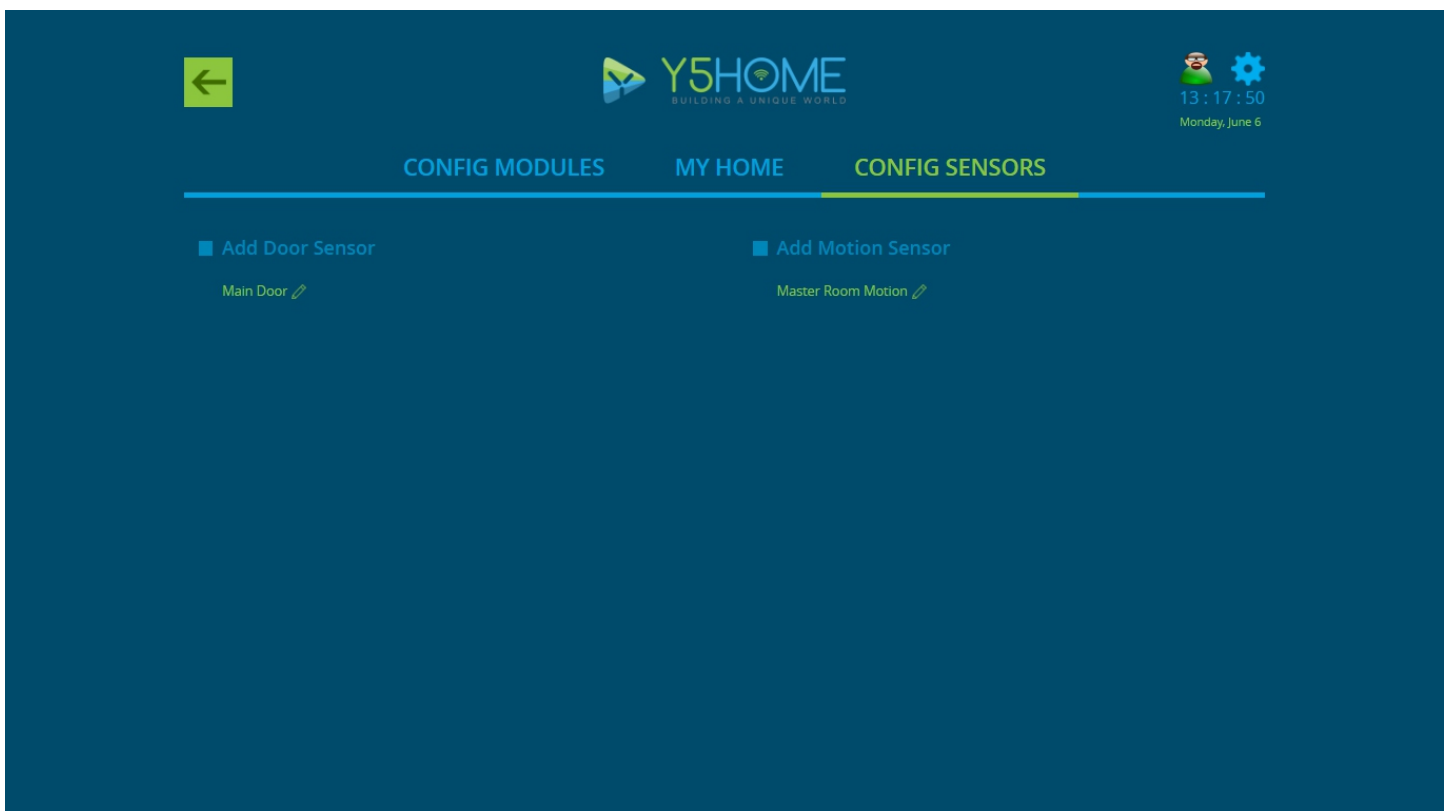 Y5HOME
BUILDING A UNIQUE WORLD
13 : 17 : 50
Monday, June 6
CONFIG MODULES MY HOME CONFIG SENSORS
Add Door Sensor
Main Door
Add Motion Sensor
Master Room Motion